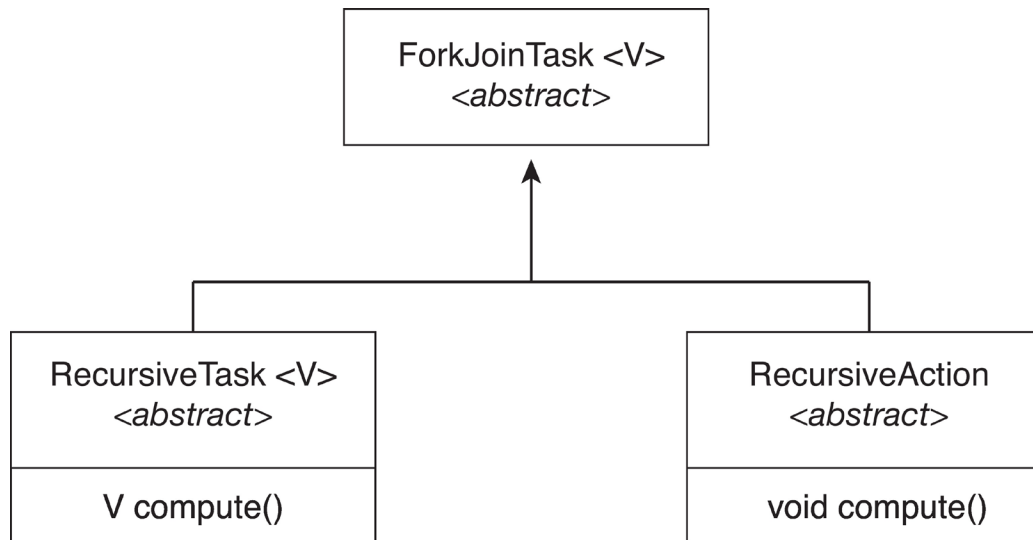 ForkJoinTask <V>
<abstract>
RecursiveTask <V>
<abstract>
V compute()
RecursiveAction
<abstract>
void compute()